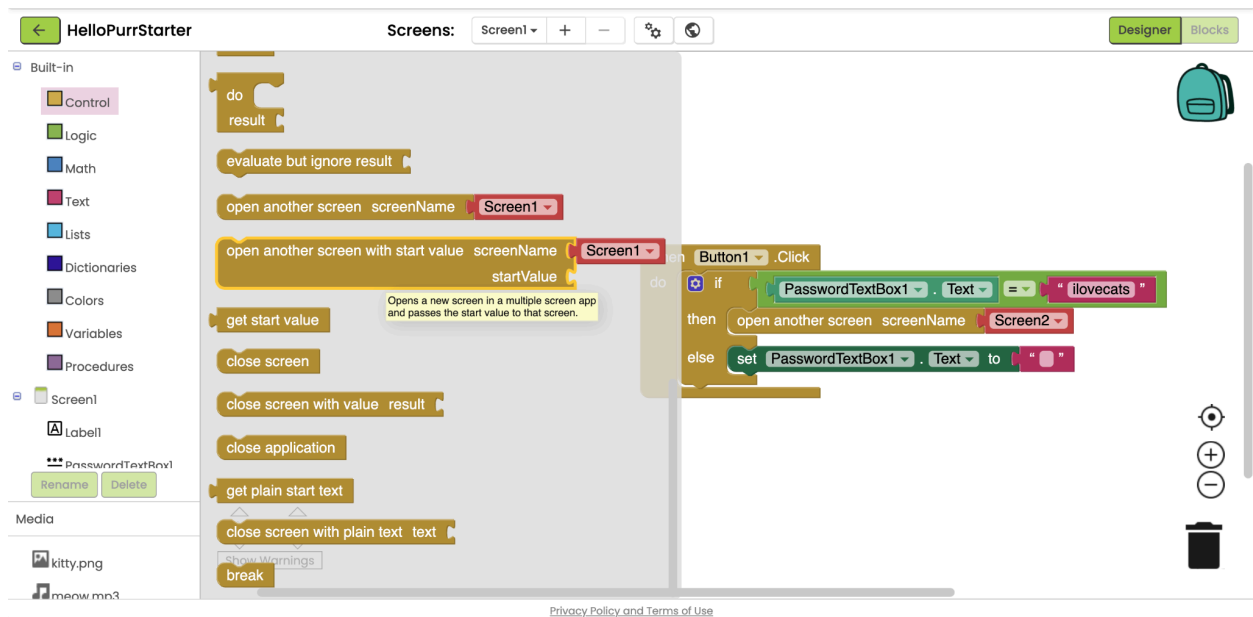 HelloPurrStarter
Screens:
Screen1
Designer
Blocks
Built-in
Control
Logic
Math
Text
Lists
Dictionaries
Colors
Variables
Procedures
Screen1
Label1
PasswordTextBox1
Rename
Delete
Media
kitty.png
meow.mp3
do
result
evaluate but ignore result
open another screen screenName Screen1
open another screen with start value screenName Screen1
startValue
Opens a new screen in a multiple screen app
and passes the start value to that screen.
get start value
close screen
close screen with value result
close application
get plain start text
close screen with plain text text
Show Warnings
break
en Button1 .Click
do if PasswordTextBox1 . Text = “ ilovecats ”
then open another screen screenName Screen2
else set PasswordTextBox1 . Text to “ ”
Privacy Policy and Terms of Use